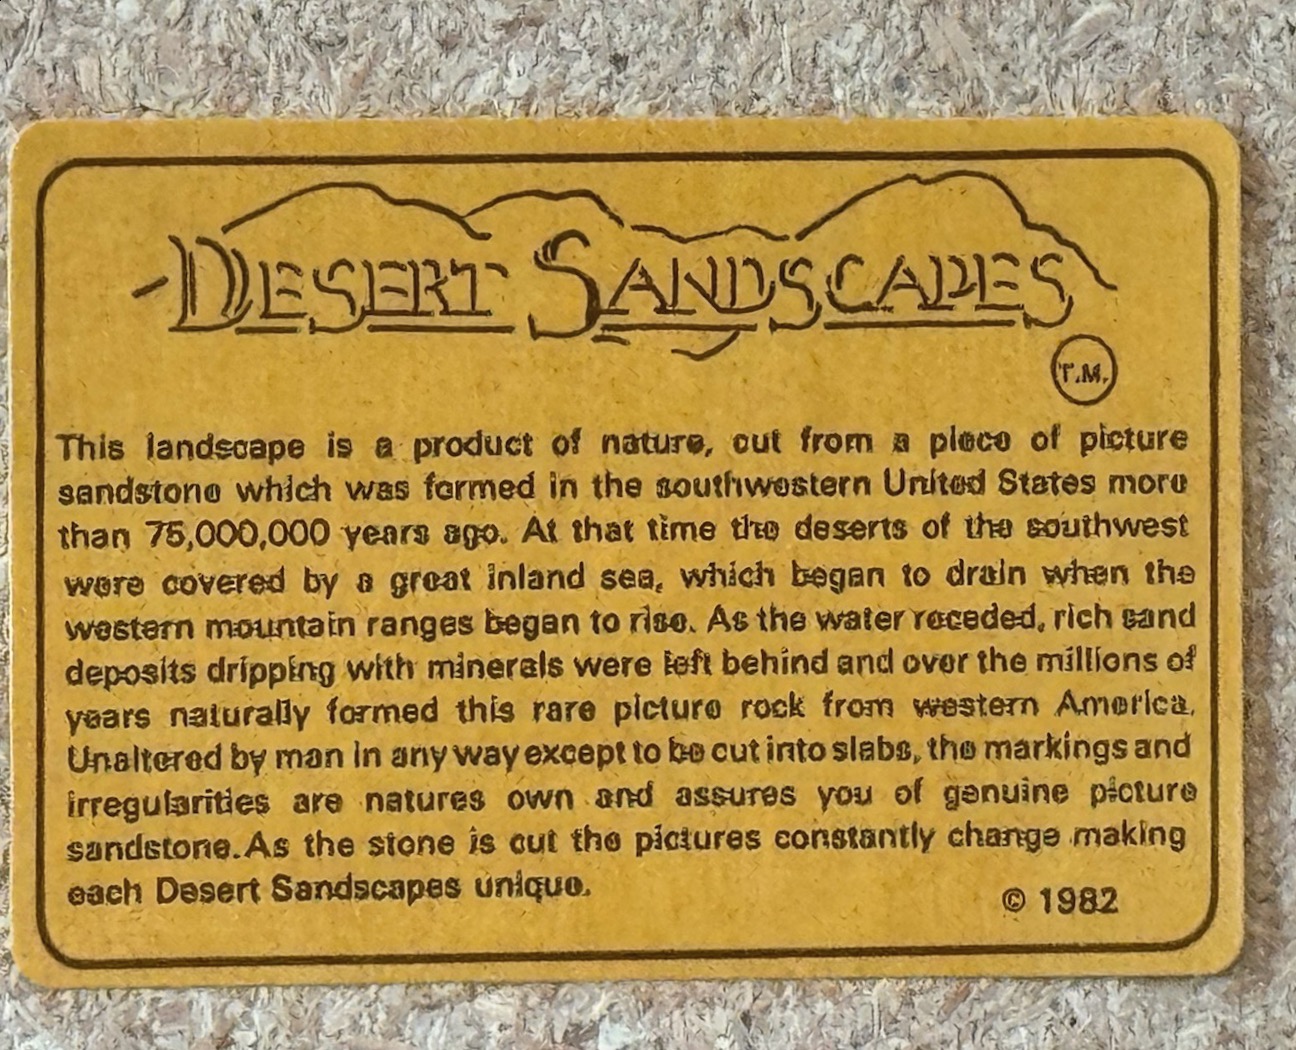 DESERT SANDSCAPES
T.M.
This landscape is a product of nature, cut from a piece of picture
sandstone which was formed in the southwestern United States more
than 75,000,000 years ago. At that time the deserts of the southwest
were covered by a great inland sea, which began to drain when the
western mountain ranges began to rise. As the water receded, rich sand
deposits dripping with minerals were left behind and over the millions of
years naturally formed this rare picture rock from western America.
Unaltered by man in any way except to be cut into slabs, the markings and
irregularities are natures own and assures you of genuine picture
sandstone. As the stone is cut the pictures constantly change making
each Desert Sandscapes unique.
© 1982